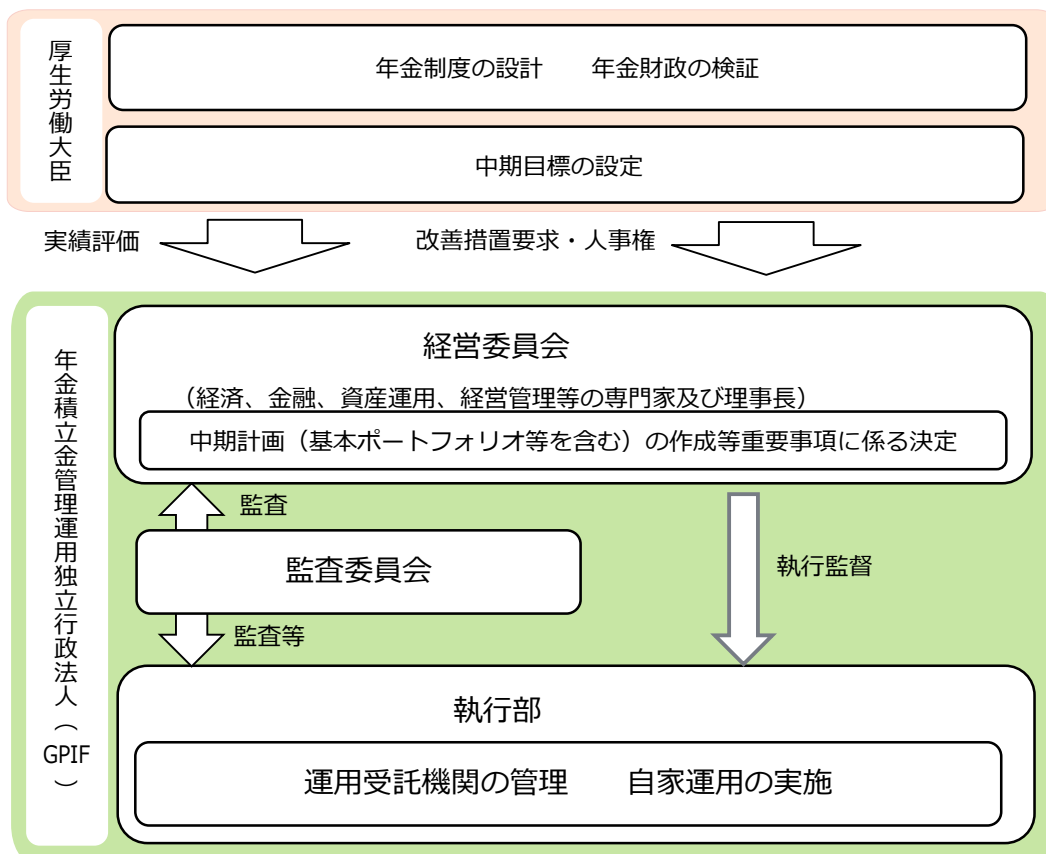 厚生労働大臣
年金制度の設計　　年金財政の検証
中期目標の設定
実績評価
改善措置要求・人事権
年金積立金管理運用独立行政法人（GPIF）
経営委員会
（経済、金融、資産運用、経営管理等の専門家及び理事長）
中期計画（基本ポートフォリオ等を含む）の作成等重要事項に係る決定
監査
監査委員会
執行監督
監査等
執行部
運用受託機関の管理　　自家運用の実施